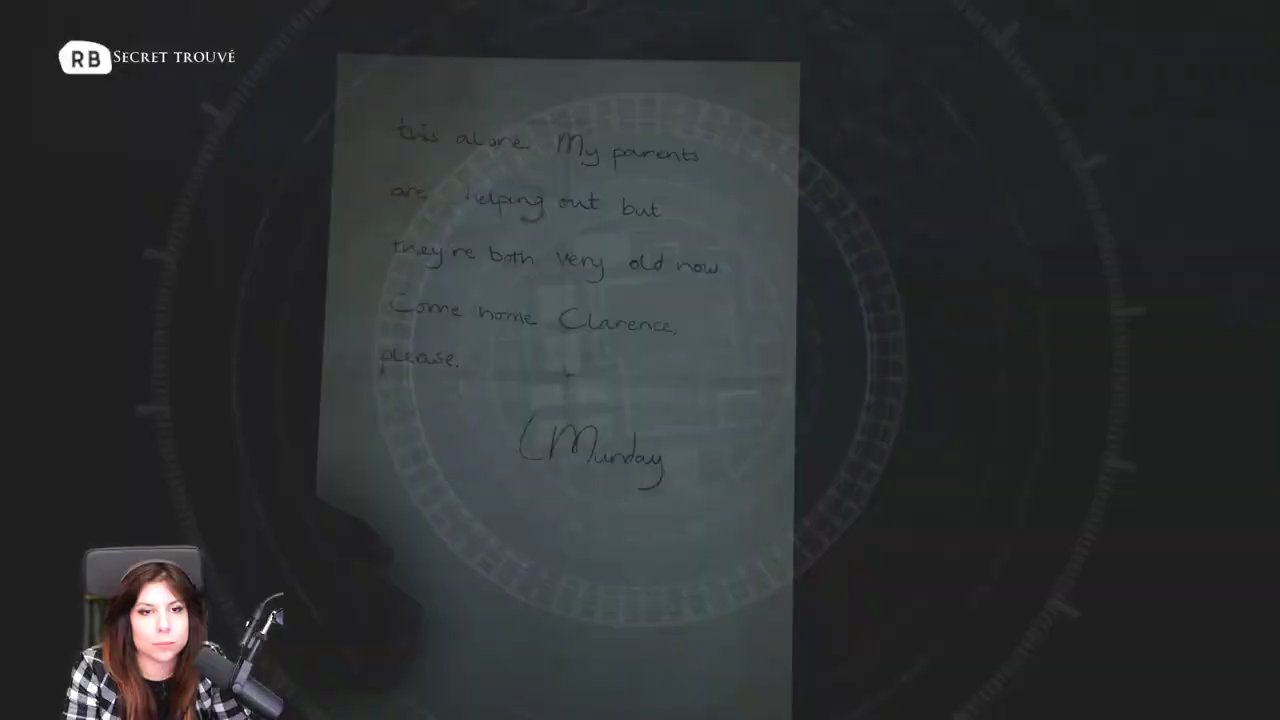 RB Secret trouvé
this alone. My parents
are helping out but
they're both very old now
Come home Clarence,
please.
Munday